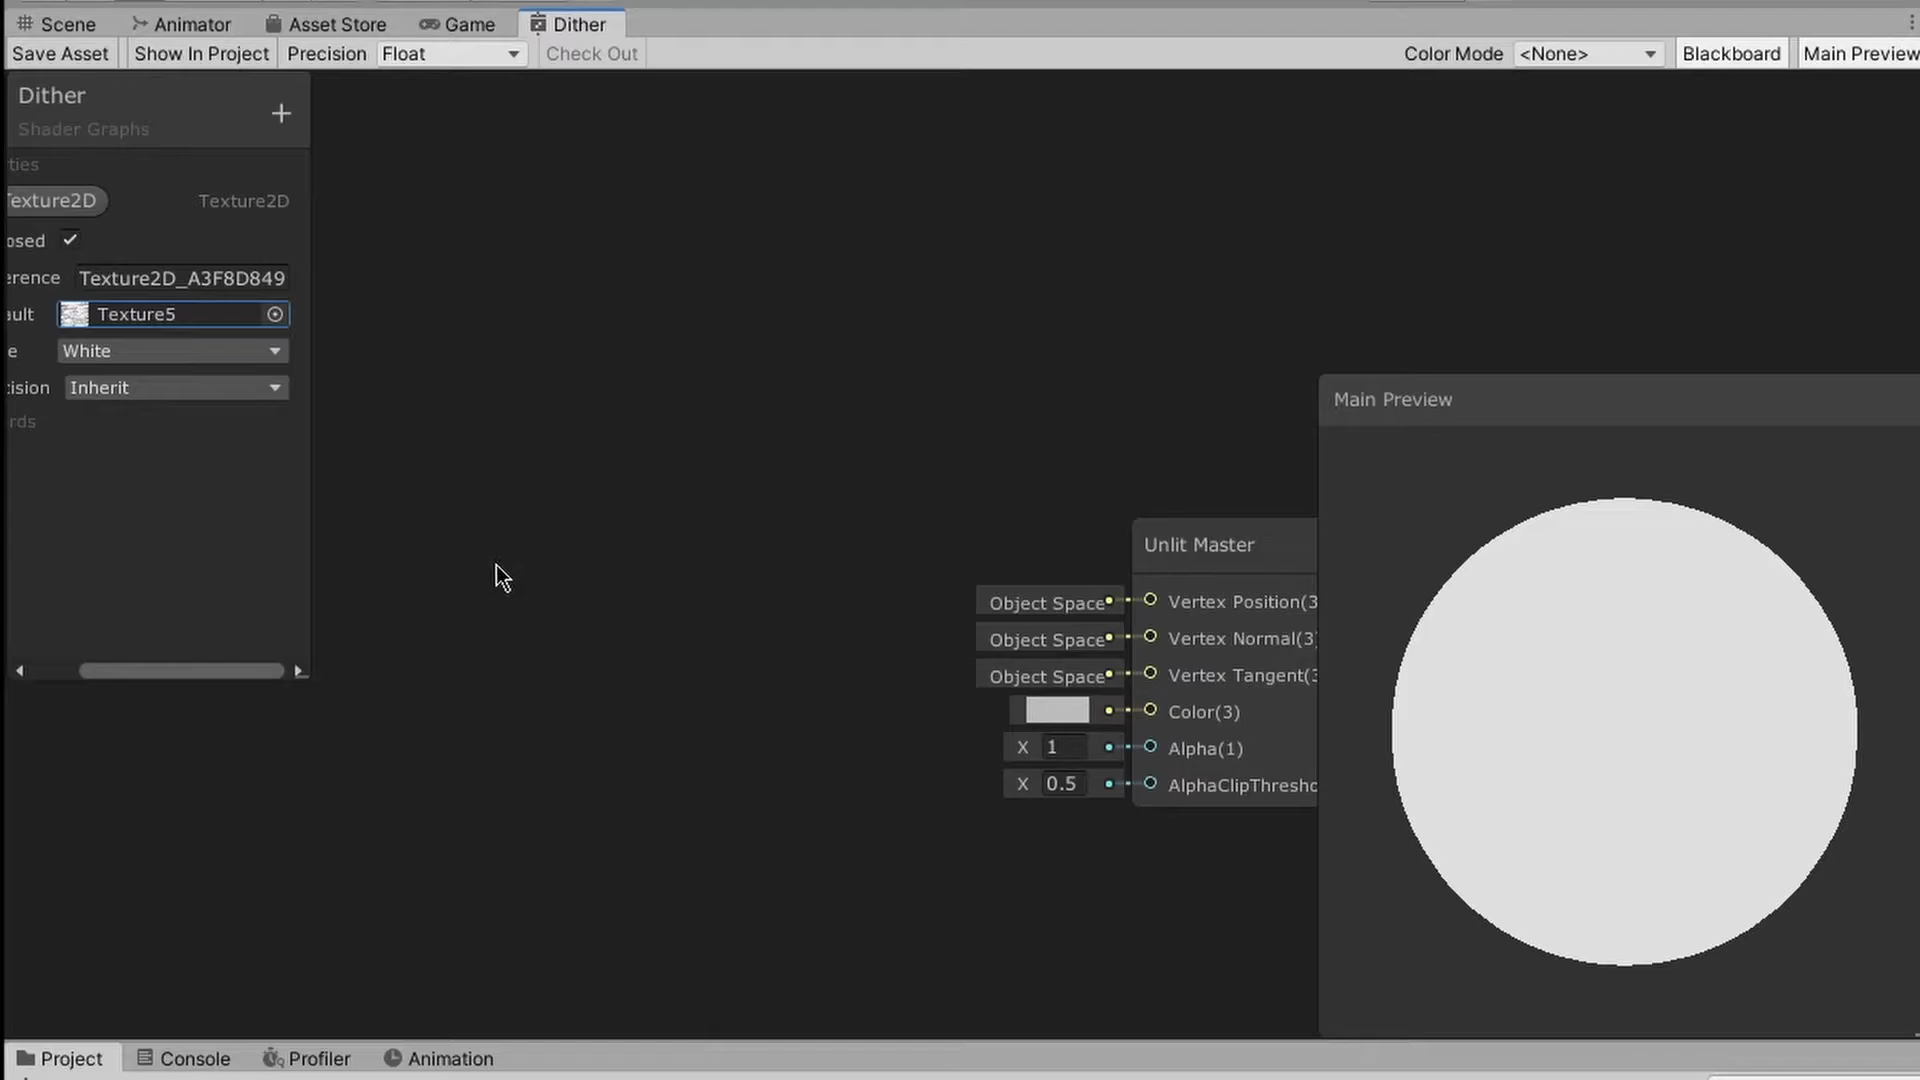 Scene Animator Asset Store Game Dither
Save Asset Show In Project Precision Float Check Out Color Mode <None> Blackboard Main Preview
Dither
Shader Graphs
ties
Texture2D Texture2D
osed
erence Texture2D_A3F8D849
ault Texture5
e White
ision Inherit
rds
Main Preview
Unlit Master
Object Space Vertex Position(3
Object Space Vertex Normal(3)
Object Space Vertex Tangent(3
Color(3)
X 1 Alpha(1)
X 0.5 AlphaClipThresho
Project Console Profiler Animation